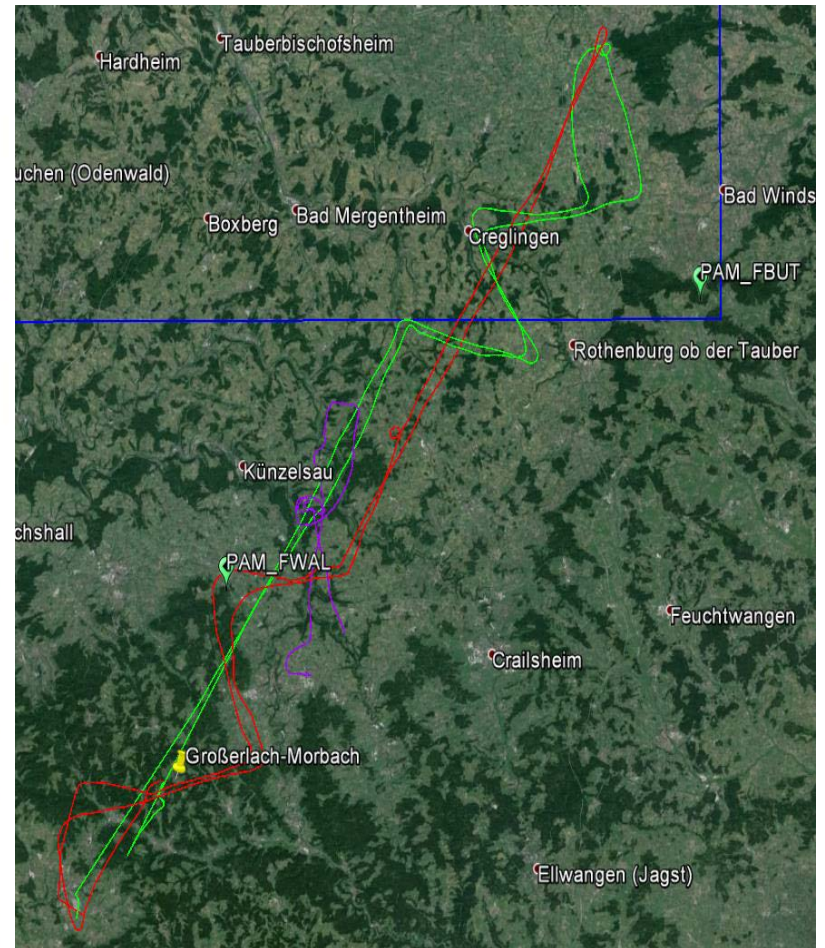 Tauberbischofsheim
Hardheim
uchen (Odenwald)
Bad Winds
Boxberg
Bad Mergentheim
Creglingen
PAM_FBUT
Rothenburg ob der Tauber
Künzelsau
chshall
PAM_FWAL
Feuchtwangen
Crailsheim
Großerlach-Morbach
Ellwangen (Jagst)